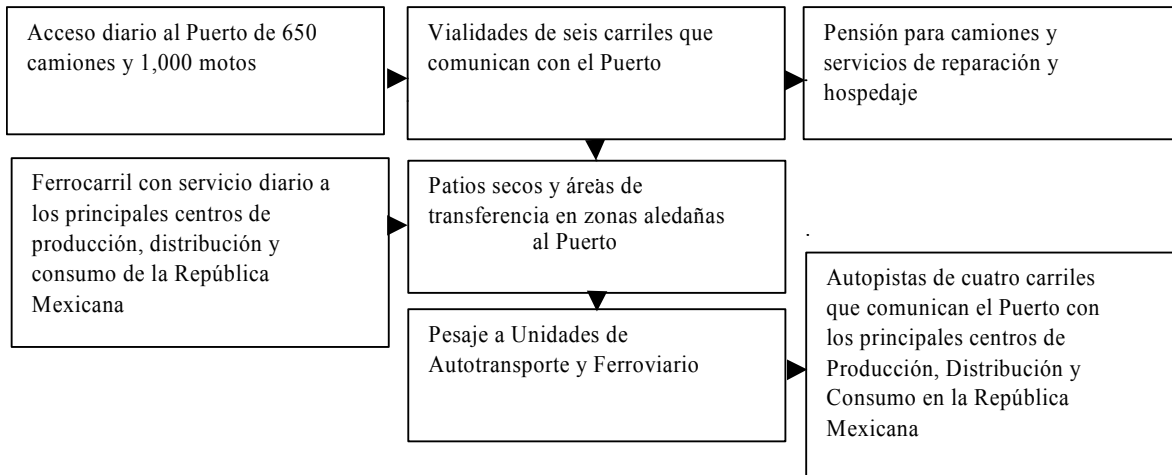 Acceso diario al Puerto de 650
camiones y 1,000 motos
Vialidades de seis carriles que
comunican con el Puerto
Pensión para camiones y
servicios de reparación y
hospedaje
Ferrocarril con servicio diario a
los principales centros de
producción, distribución y
consumo de la República
Mexicana
Patios secos y áreas de
transferencia en zonas aledañas
al Puerto
Pesaje a Unidades de
Autotransporte y Ferroviario
Autopistas de cuatro carriles
que comunican el Puerto con
los principales centros de
Producción, Distribución y
Consumo en la República
Mexicana